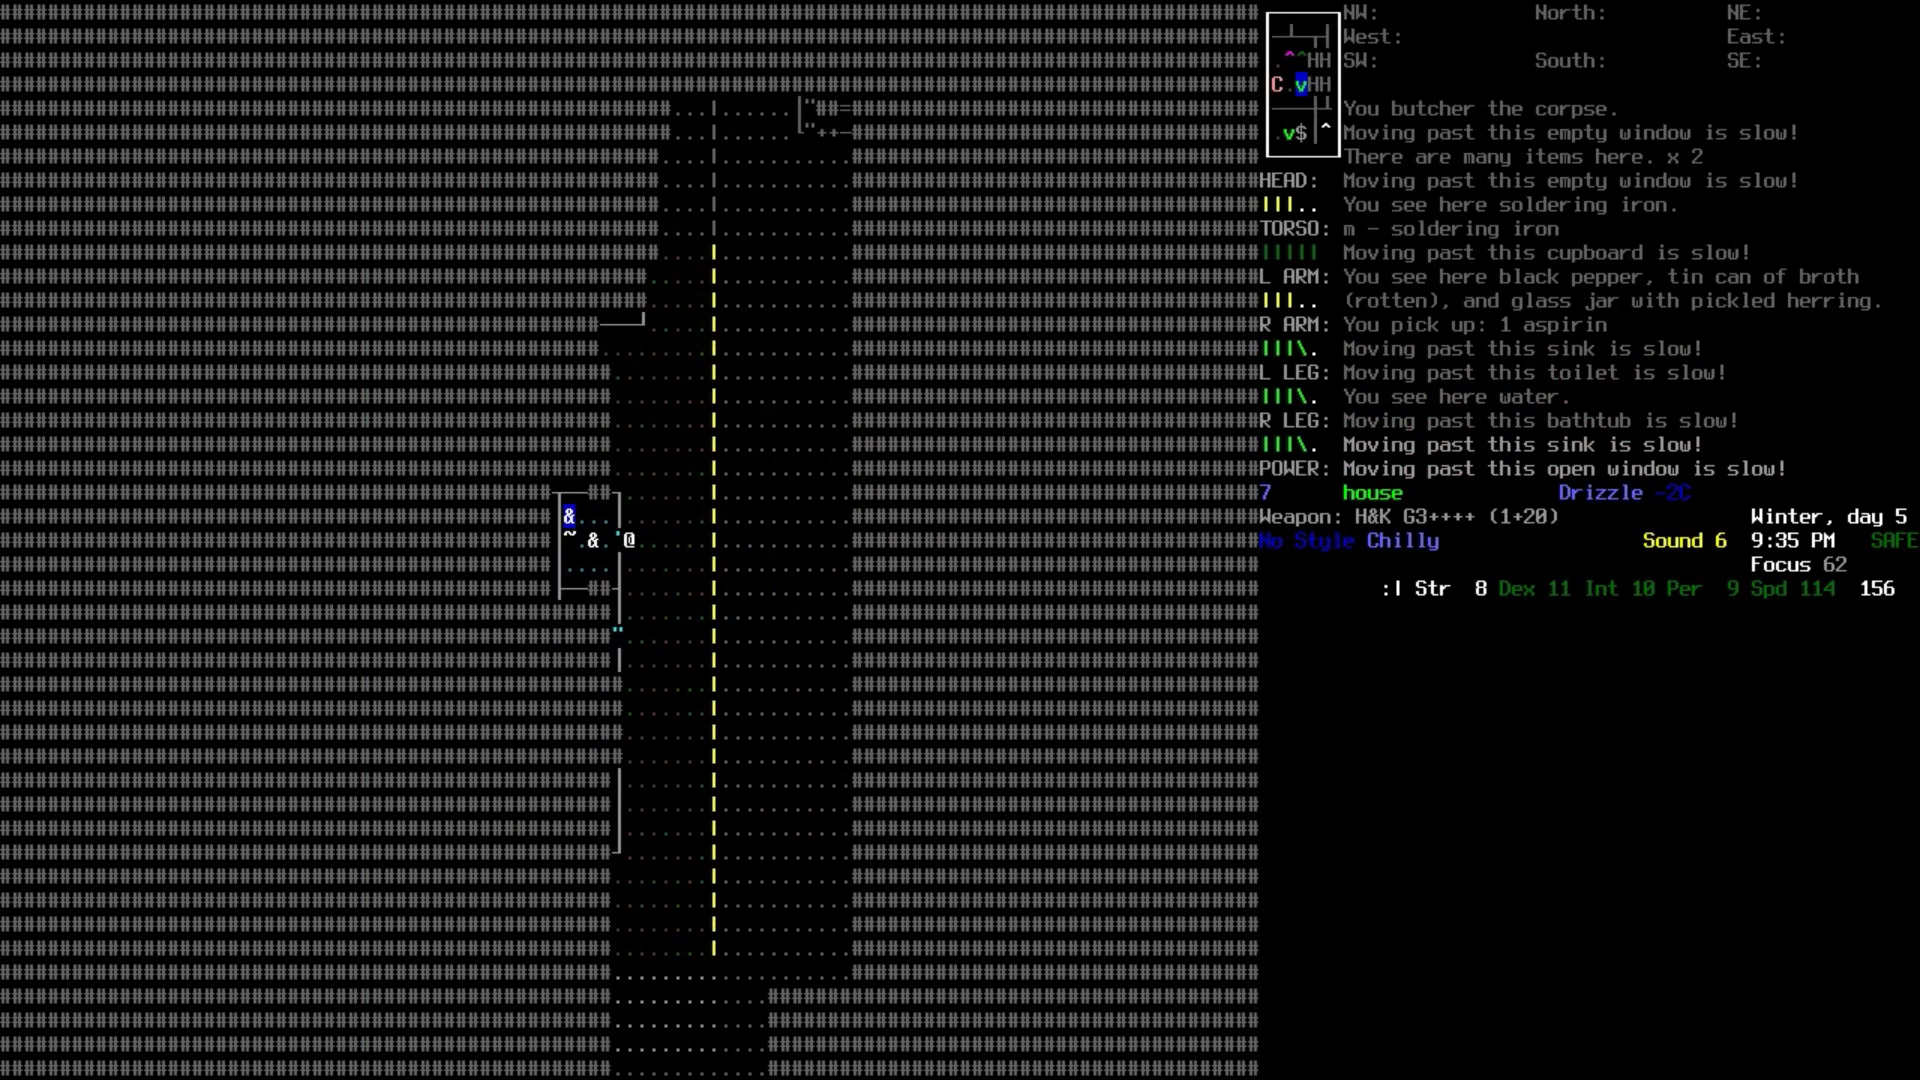 NW: North: NE:
West: East:
SW: South: SE:
You butcher the corpse.
Moving past this empty window is slow!
There are many items here. x 2
HEAD: Moving past this empty window is slow!
You see here soldering iron.
TORSO: m - soldering iron
Moving past this cupboard is slow!
L ARM: You see here black pepper, tin can of broth
(rotten), and glass jar with pickled herring.
R ARM: You pick up: 1 aspirin
Moving past this sink is slow!
L LEG: Moving past this toilet is slow!
You see here water.
R LEG: Moving past this bathtub is slow!
Moving past this sink is slow!
POWER: Moving past this open window is slow!
7 house Drizzle -2C
Weapon: H&K G3++++ (1+20) Winter, day 5
No Style Chilly Sound 6 9:35 PM SAFE
Focus 62
:I Str 8 Dex 11 Int 10 Per 9 Spd 114 156